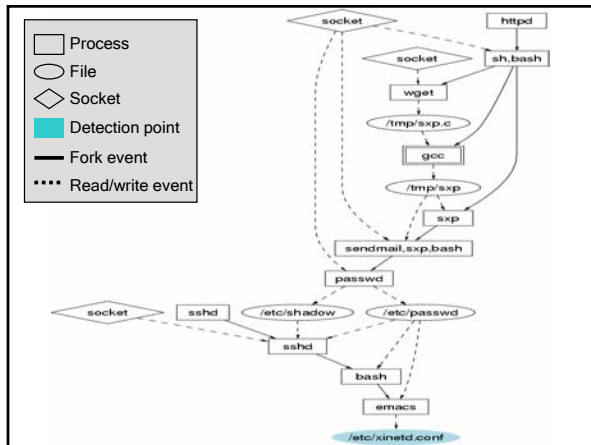 Process
File
Socket
Detection point
Fork event
Read/write event
socket
httpd
socket
sh,bash
wget
/tmp/sxp.c
gcc
/tmp/sxp
sxp
sendmail,sxp,bash
passwd
socket
sshd
/etc/shadow
/etc/passwd
sshd
bash
emacs
/etc/xinetd.conf